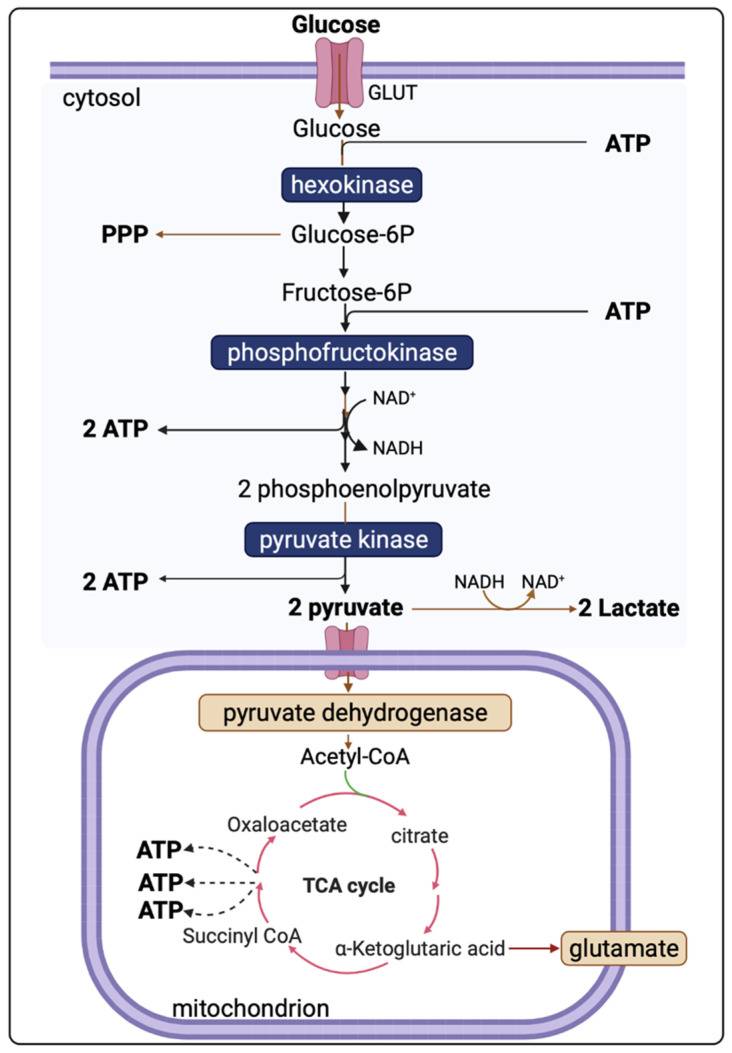 Glucose
cytosol
GLUT
Glucose
ATP
hexokinase
PPP
Glucose-6P
Fructose-6P
ATP
phosphofructokinase
NAD⁺
2 ATP
NADH
2 phosphoenolpyruvate
pyruvate kinase
2 ATP
NADH NAD⁺
2 pyruvate
2 Lactate
pyruvate dehydrogenase
Acetyl-CoA
Oxaloacetate
citrate
ATP
ATP
TCA cycle
ATP
Succinyl CoA
α-Ketoglutaric acid
glutamate
mitochondrion